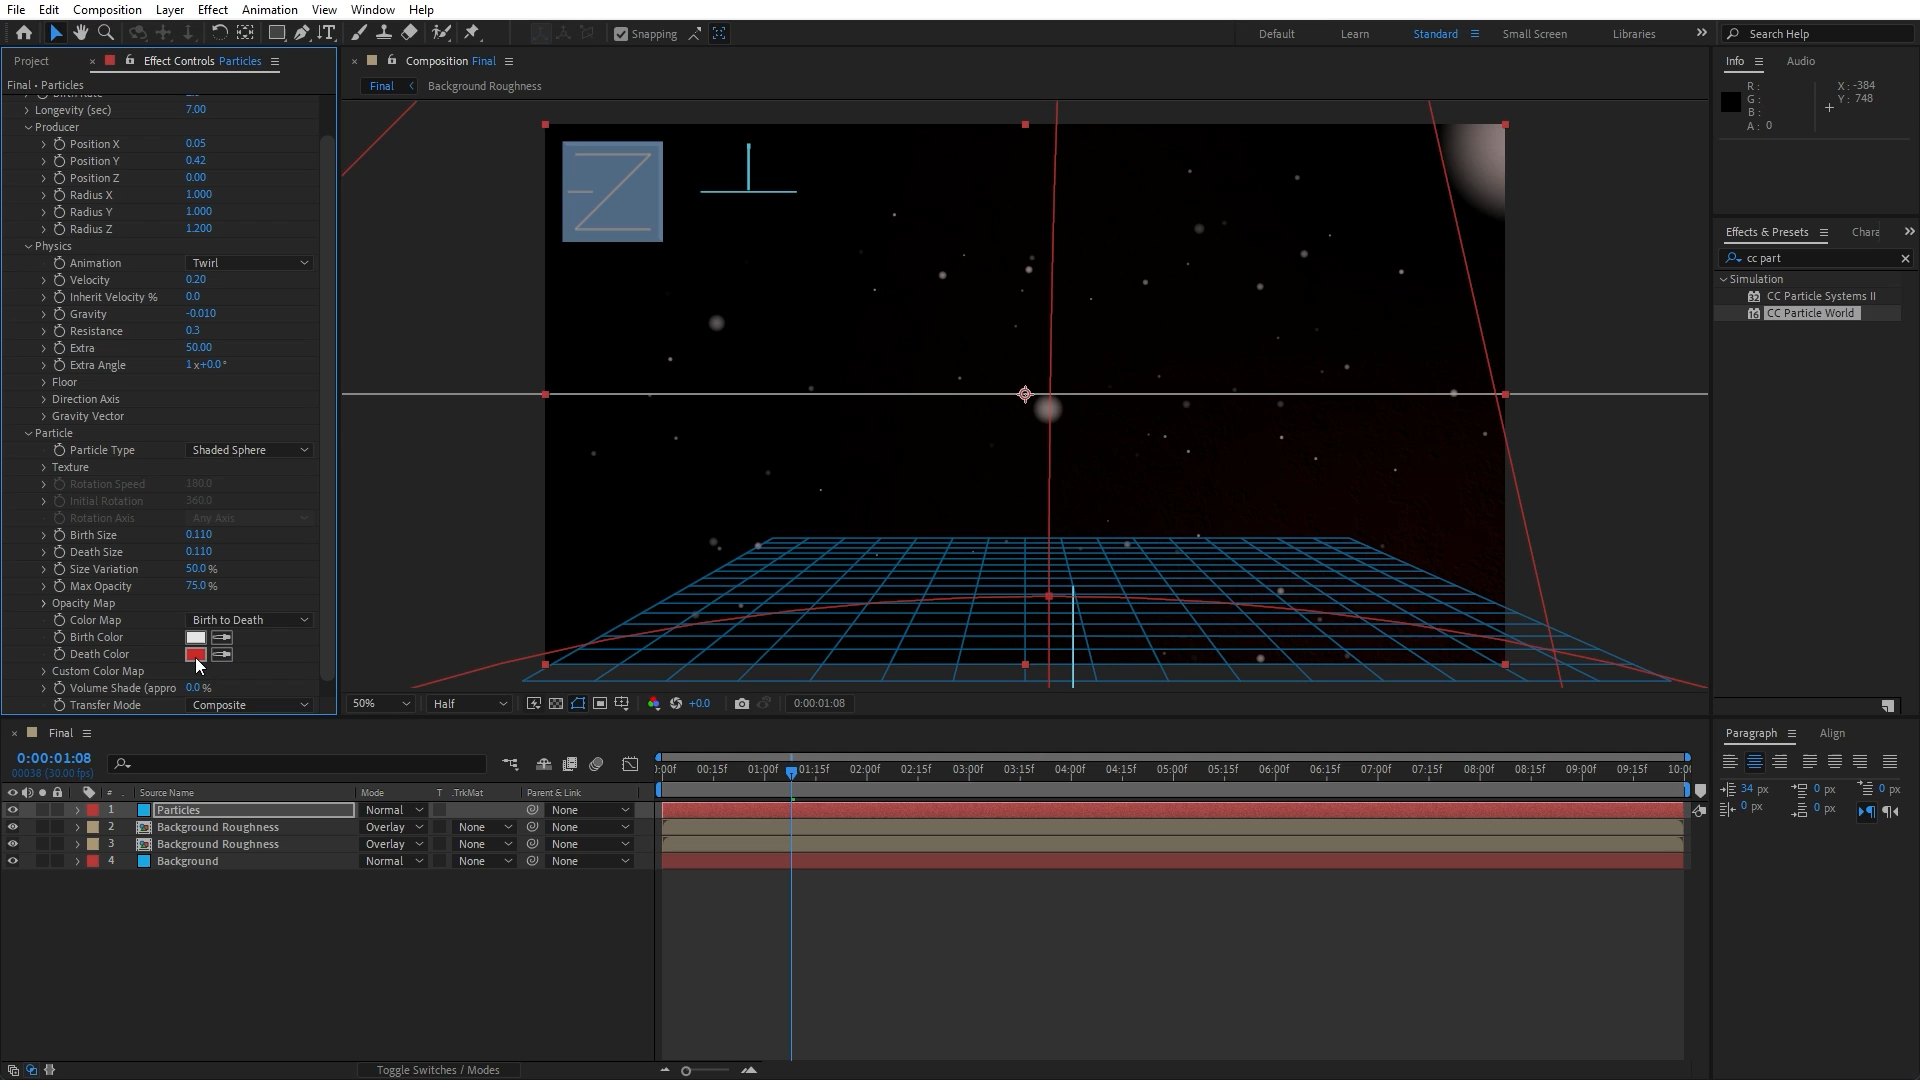 File Edit Composition Layer Effect Animation View Window Help
Snapping Default Learn Standard Small Screen Libraries Search Help
Project Effect Controls Particles
Composition Final
Info Audio
Final • Particles
Final Background Roughness
R: X: -384
G: Y: 748
B:
A: 0
Longevity (sec) 7.00
Producer
Position X 0.05
Position Y 0.42
Position Z 0.00
Radius X 1.000
Radius Y 1.000
Radius Z 1.200
Physics
Animation Twirl
Velocity 0.20
Inherit Velocity % 0.0
Gravity -0.010
Resistance 0.3
Extra 50.00
Extra Angle 1x+0.0°
Floor
Direction Axis
Gravity Vector
Particle
Particle Type Shaded Sphere
Texture
Rotation Speed 180.0
Initial Rotation 360.0
Rotation Axis Any Axis
Birth Size 0.110
Death Size 0.110
Size Variation 50.0 %
Max Opacity 75.0 %
Opacity Map
Color Map Birth to Death
Birth Color
Death Color
Custom Color Map
Volume Shade (appro 0.0 %
Transfer Mode Composite
Effects & Presets Chara
cc part
Simulation
32 CC Particle Systems II
16 CC Particle World
50% Half +0.0 0:00:01:08
Final
0:00:01:08
00038 (30.00 fps)
):00f 00:15f 01:00f 01:15f 02:00f 02:15f 03:00f 03:15f 04:00f 04:15f 05:00f 05:15f 06:00f 06:15f 07:00f 07:15f 08:00f 08:15f 09:00f 09:15f 10:0
# Source Name Mode T .TrkMat Parent & Link
1 Particles Normal None
2 Background Roughness Overlay None None
3 Background Roughness Overlay None None
4 Background Normal None None
Paragraph Align
34 px 0 px 0 px
0 px 0 px
Toggle Switches / Modes